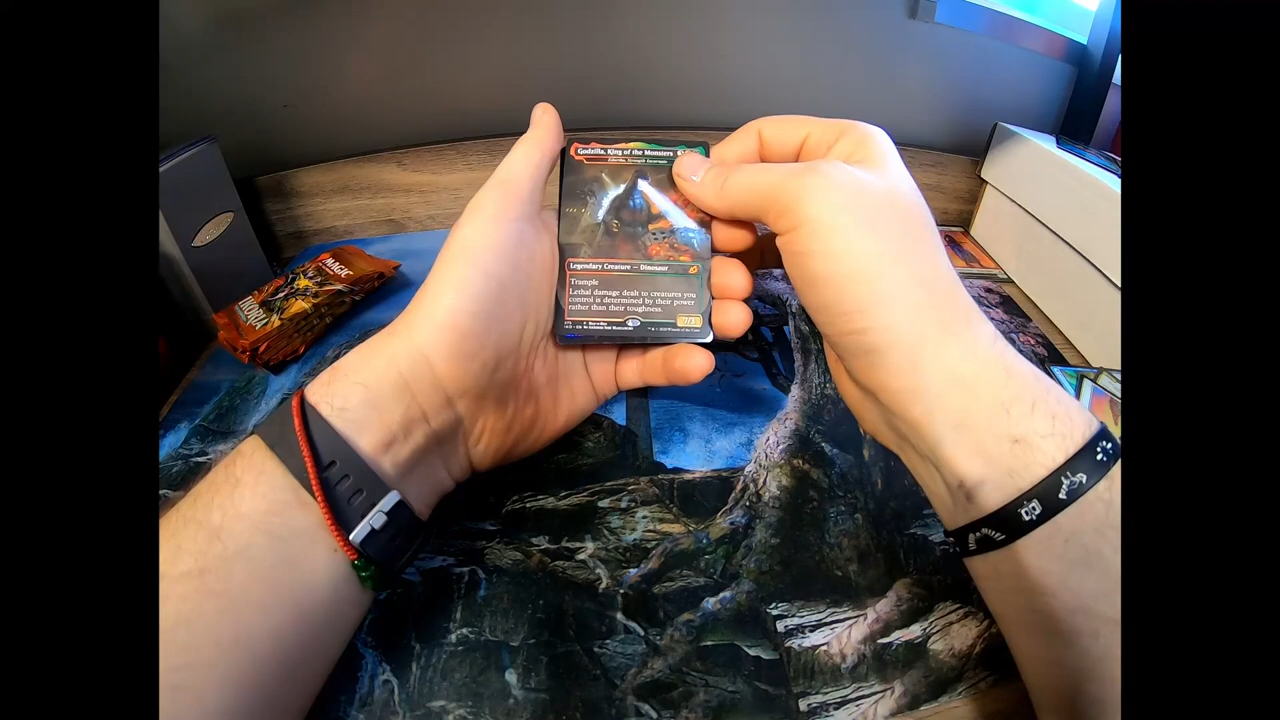 Godzilla, King of the Monsters
Zilortha, Strength Incarnate
Legendary Creature — Dinosaur
Trample
Lethal damage dealt to creatures you
control is determined by their power
rather than their toughness.
7/3
MAGIC
IKORIA